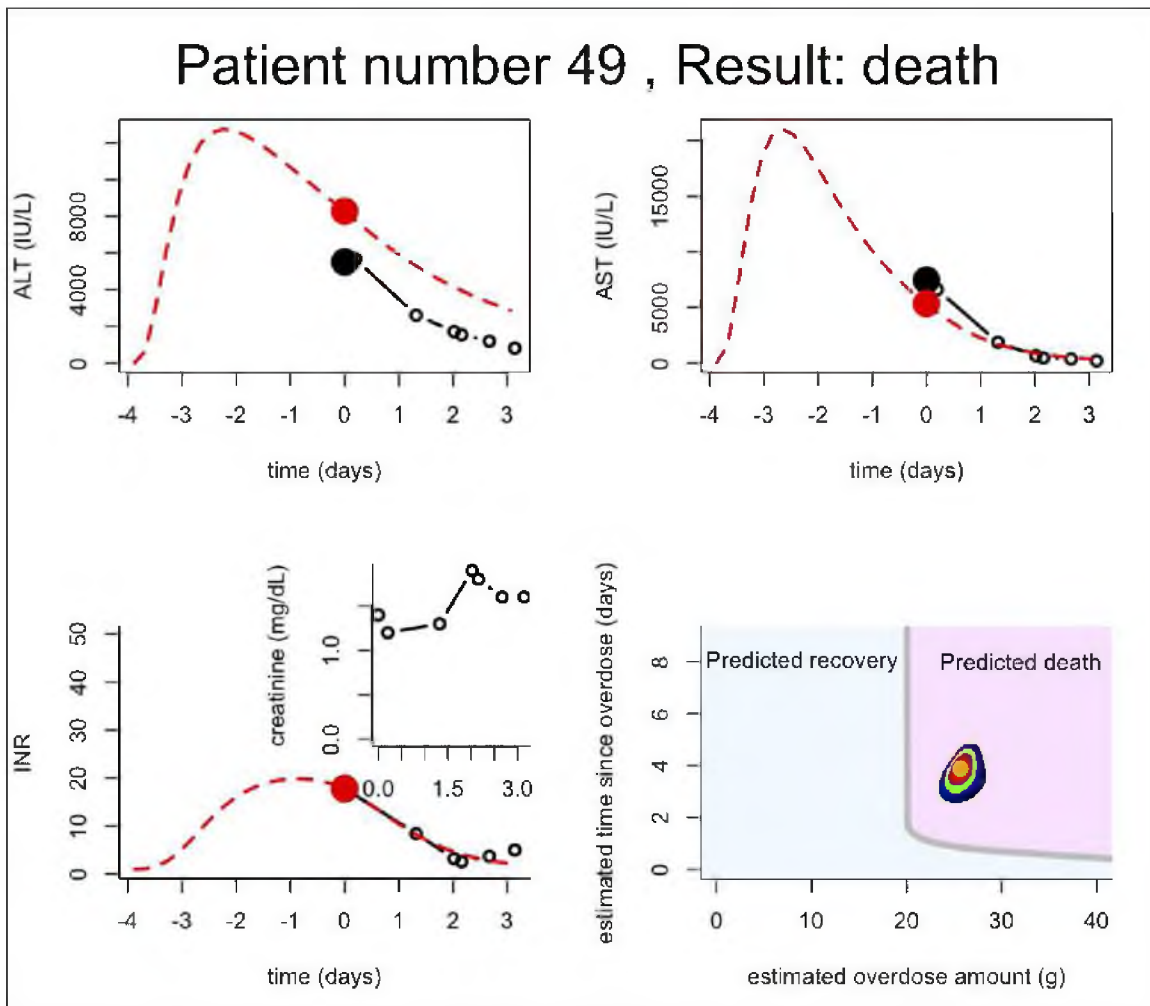 Patient number 49 , Result: death
ALT (IU/L)
0 4000 8000
-4 -3 -2 -1 0 1 2 3
time (days)
AST (IU/L)
0 5000 15000
-4 -3 -2 -1 0 1 2 3
time (days)
INR
0 10 20 30 40 50
-4 -3 -2 -1 0 1 2 3
time (days)
creatinine (mg/dL)
0.0 1.0
0.0 1.5 3.0
estimated time since overdose (days)
0 2 4 6 8
Predicted recovery
Predicted death
0 10 20 30 40
estimated overdose amount (g)